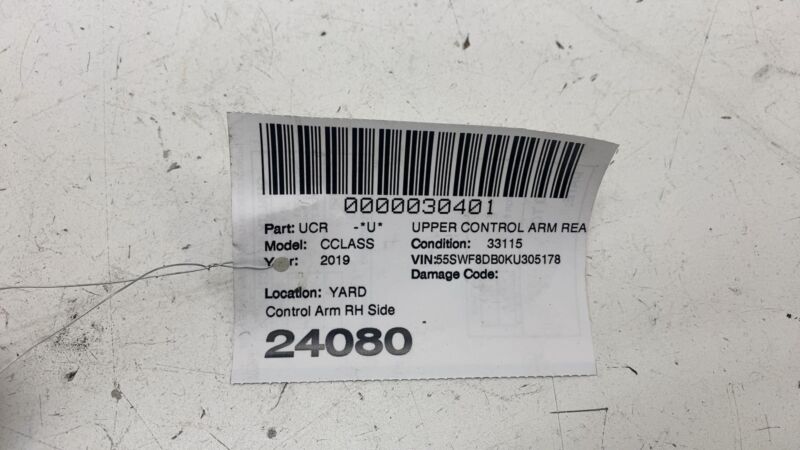 0000030401
Part: UCR -*U* UPPER CONTROL ARM REA
Model: CCLASS Condition: 33115
2019 VIN:55SWF8DB0KU305178
Damage Code:
Location: YARD
Control Arm RH Side
24080